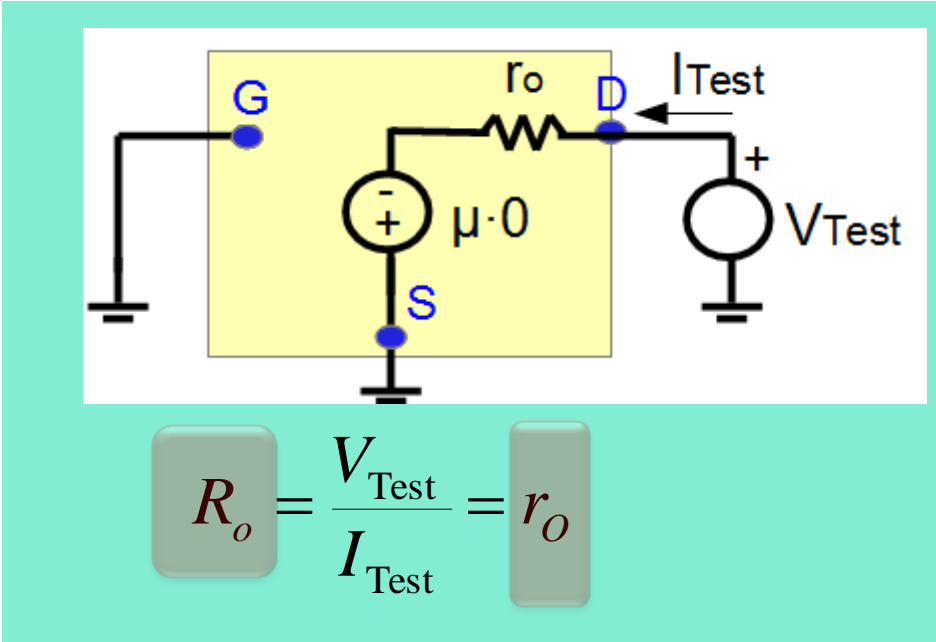 ro
G
D
ITest
+
-
+
μ·0
VTest
S
Ro = VTest / ITest = rO